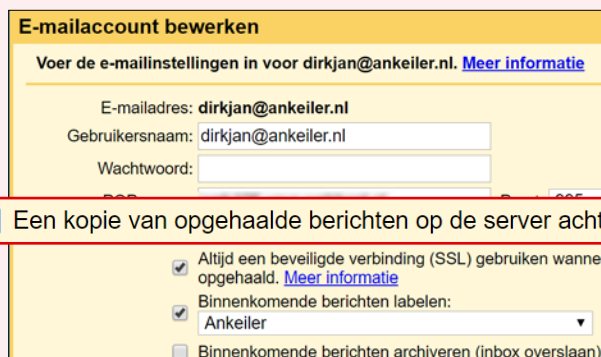 E-mailaccount bewerken
Voer de e-mailinstellingen in voor dirkjan@ankeiler.nl. Meer informatie
E-mailadres: dirkjan@ankeiler.nl
Gebruikersnaam: dirkjan@ankeiler.nl
Wachtwoord:
Een kopie van opgehaalde berichten op de server acht
Altijd een beveiligde verbinding (SSL) gebruiken wanne
opgehaald. Meer informatie
Binnenkomende berichten labelen:
Ankeiler
Binnenkomende berichten archiveren (inbox overslaan)